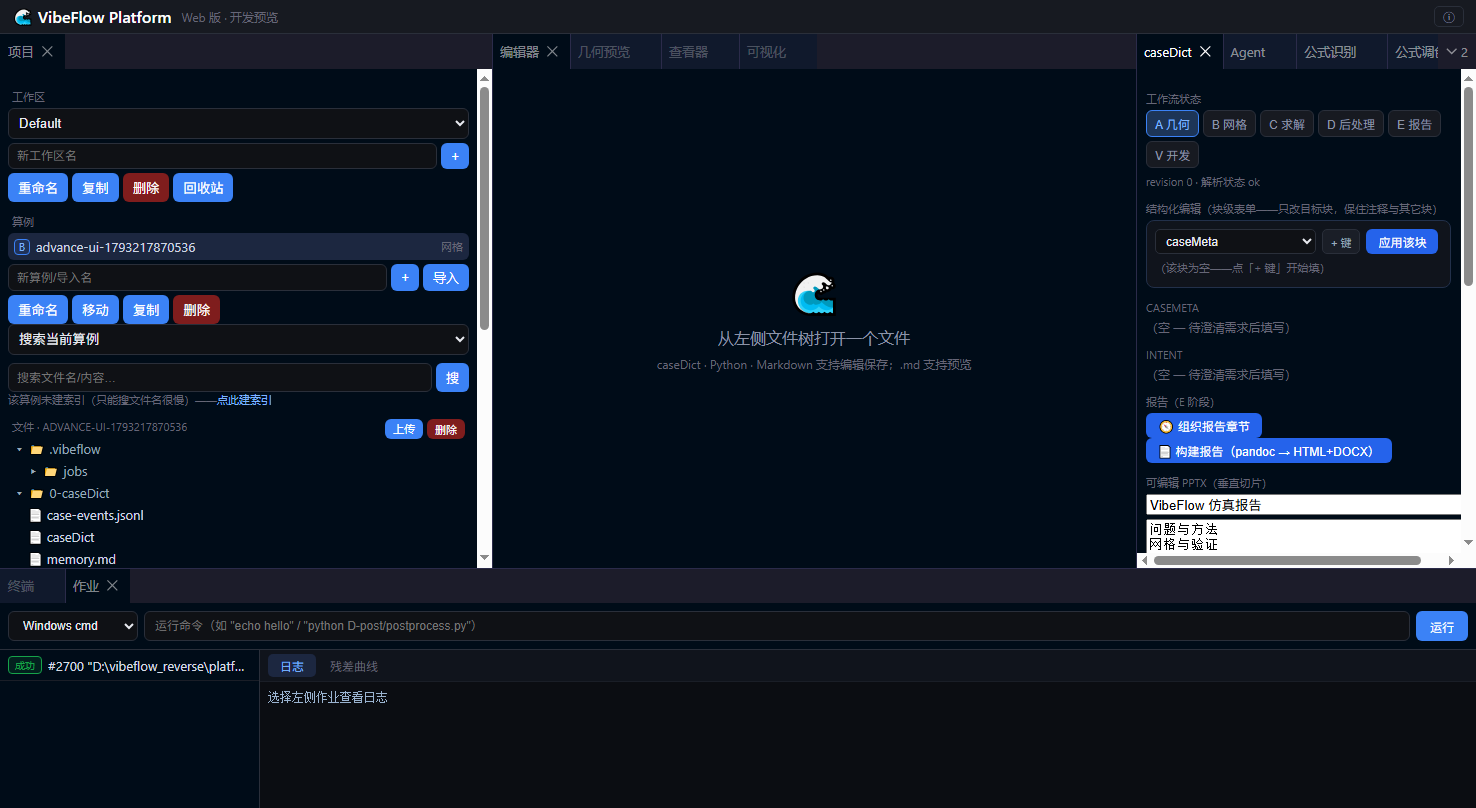 VibeFlow Platform Web 版 · 开发预览
项目
工作区
Default
新工作区名
+
重命名 复制 删除 回收站
算例
B advance-ui-1793217870536 网格
新算例/导入名
+ 导入
重命名 移动 复制 删除
搜索当前算例
搜索文件名/内容...
搜
该算例未建索引（只能搜文件名很慢）——点此建索引
文件 · ADVANCE-UI-1793217870536 上传 删除
.vibeflow
jobs
0-caseDict
case-events.jsonl
caseDict
memory.md
编辑器 几何预览 查看器 可视化
从左侧文件树打开一个文件
caseDict · Python · Markdown 支持编辑保存；.md 支持预览
caseDict Agent 公式识别 2
工作流状态
A 几何 B 网格 C 求解 D 后处理 E 报告
V 开发
revision 0 · 解析状态 ok
结构化编辑（块级表单——只改目标块，保住注释与其它块）
caseMeta + 键 应用该块
（该块为空——点「+ 键」开始填）
CASEMETA
（空 — 待澄清需求后填写）
INTENT
（空 — 待澄清需求后填写）
报告（E 阶段）
组织报告章节
构建报告（pandoc → HTML+DOCX）
可编辑 PPTX（垂直切片）
VibeFlow 仿真报告
问题与方法
网格与验证
终端 作业
Windows cmd
运行命令（如 "echo hello" / "python D-post/postprocess.py"）
运行
成功 #2700 "D:\vibeflow_reverse\platf...
日志 残差曲线
选择左侧作业查看日志